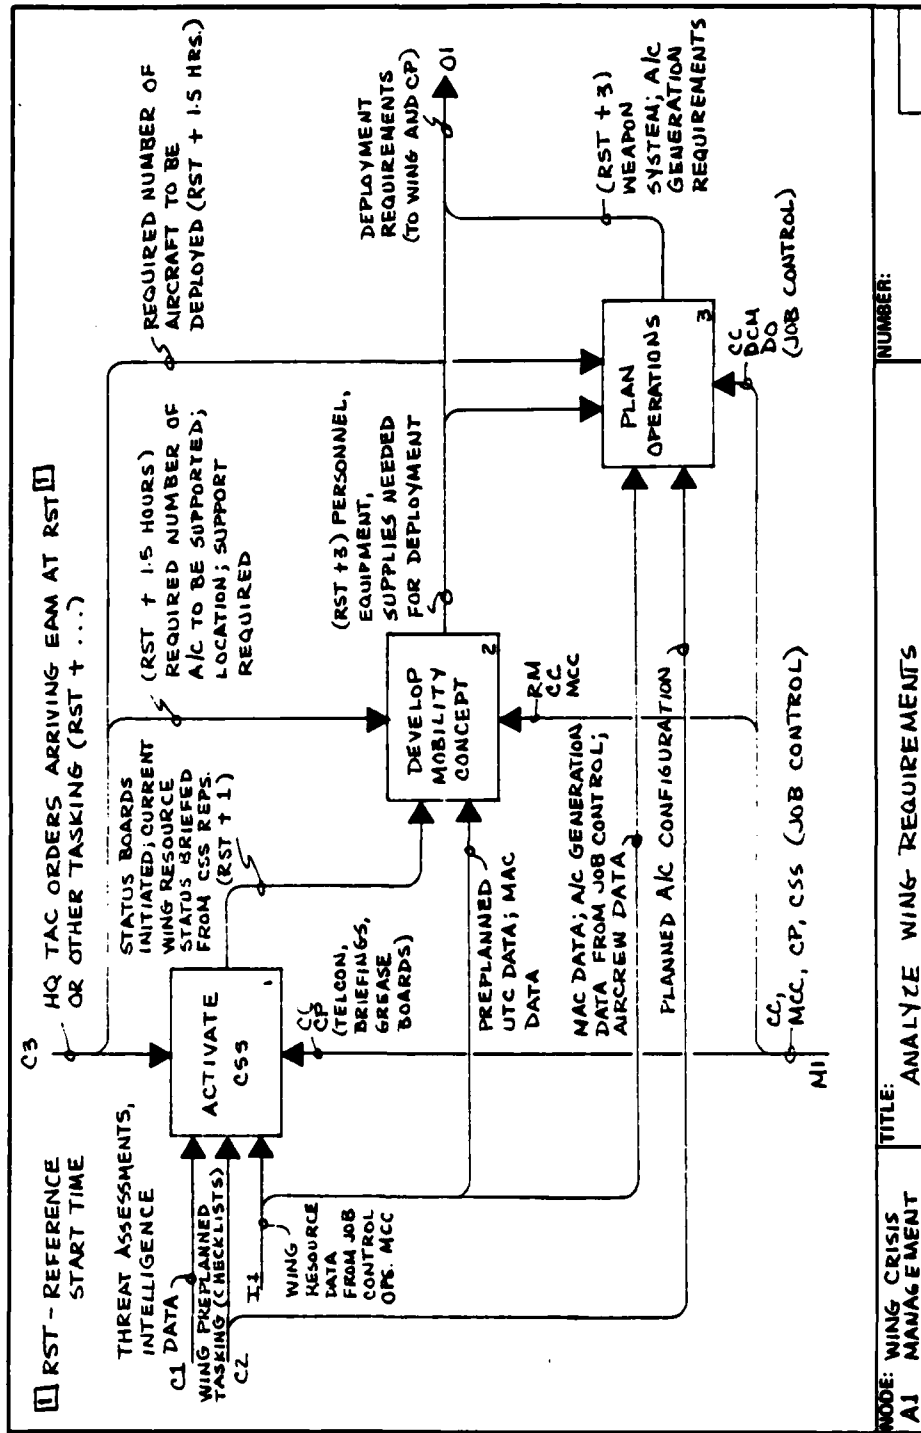 1 RST - REFERENCE
START TIME
C3
HQ TAC ORDERS ARRIVING EAM AT RST 1
OR OTHER TASKING (RST + ...)
THREAT ASSESSMENTS,
INTELLIGENCE
DATA
C1
WING PREPLANNED
TASKING (CHECKLISTS)
C2
I1
WING
RESOURCE
DATA
FROM JOB
CONTROL
OPS. MCC
ACTIVATE
CSS
1
STATUS BOARDS
INITIATED; CURRENT
WING RESOURCE
STATUS BRIEFED
FROM CSS REPS.
(RST + 1)
CC
CP
(TELCON,
BRIEFINGS,
GREASE
BOARDS)
(RST + 1.5 HOURS)
REQUIRED NUMBER OF
A/C TO BE SUPPORTED;
LOCATION; SUPPORT
REQUIRED
REQUIRED NUMBER OF
AIRCRAFT TO BE
DEPLOYED (RST + 1.5 HRS.)
DEVELOP
MOBILITY
CONCEPT
2
PREPLANNED
UTC DATA; MAC
DATA
RM
CC
MCC
(RST +3) PERSONNEL,
EQUIPMENT,
SUPPLIES NEEDED
FOR DEPLOYMENT
DEPLOYMENT
REQUIREMENTS
(TO WING AND CP)
O1
MAC DATA; A/C GENERATION
DATA FROM JOB CONTROL;
AIRCREW DATA
PLANNED A/C CONFIGURATION
PLAN
OPERATIONS
3
(RST + 3)
WEAPON
SYSTEM; A/C
GENERATION
REQUIREMENTS
CC
DCM
DO
(JOB CONTROL)
CC,
MCC, CP, CSS (JOB CONTROL)
M1
NODE: WING CRISIS
A1 MANAGEMENT
TITLE:
ANALYZE WING REQUIREMENTS
NUMBER: